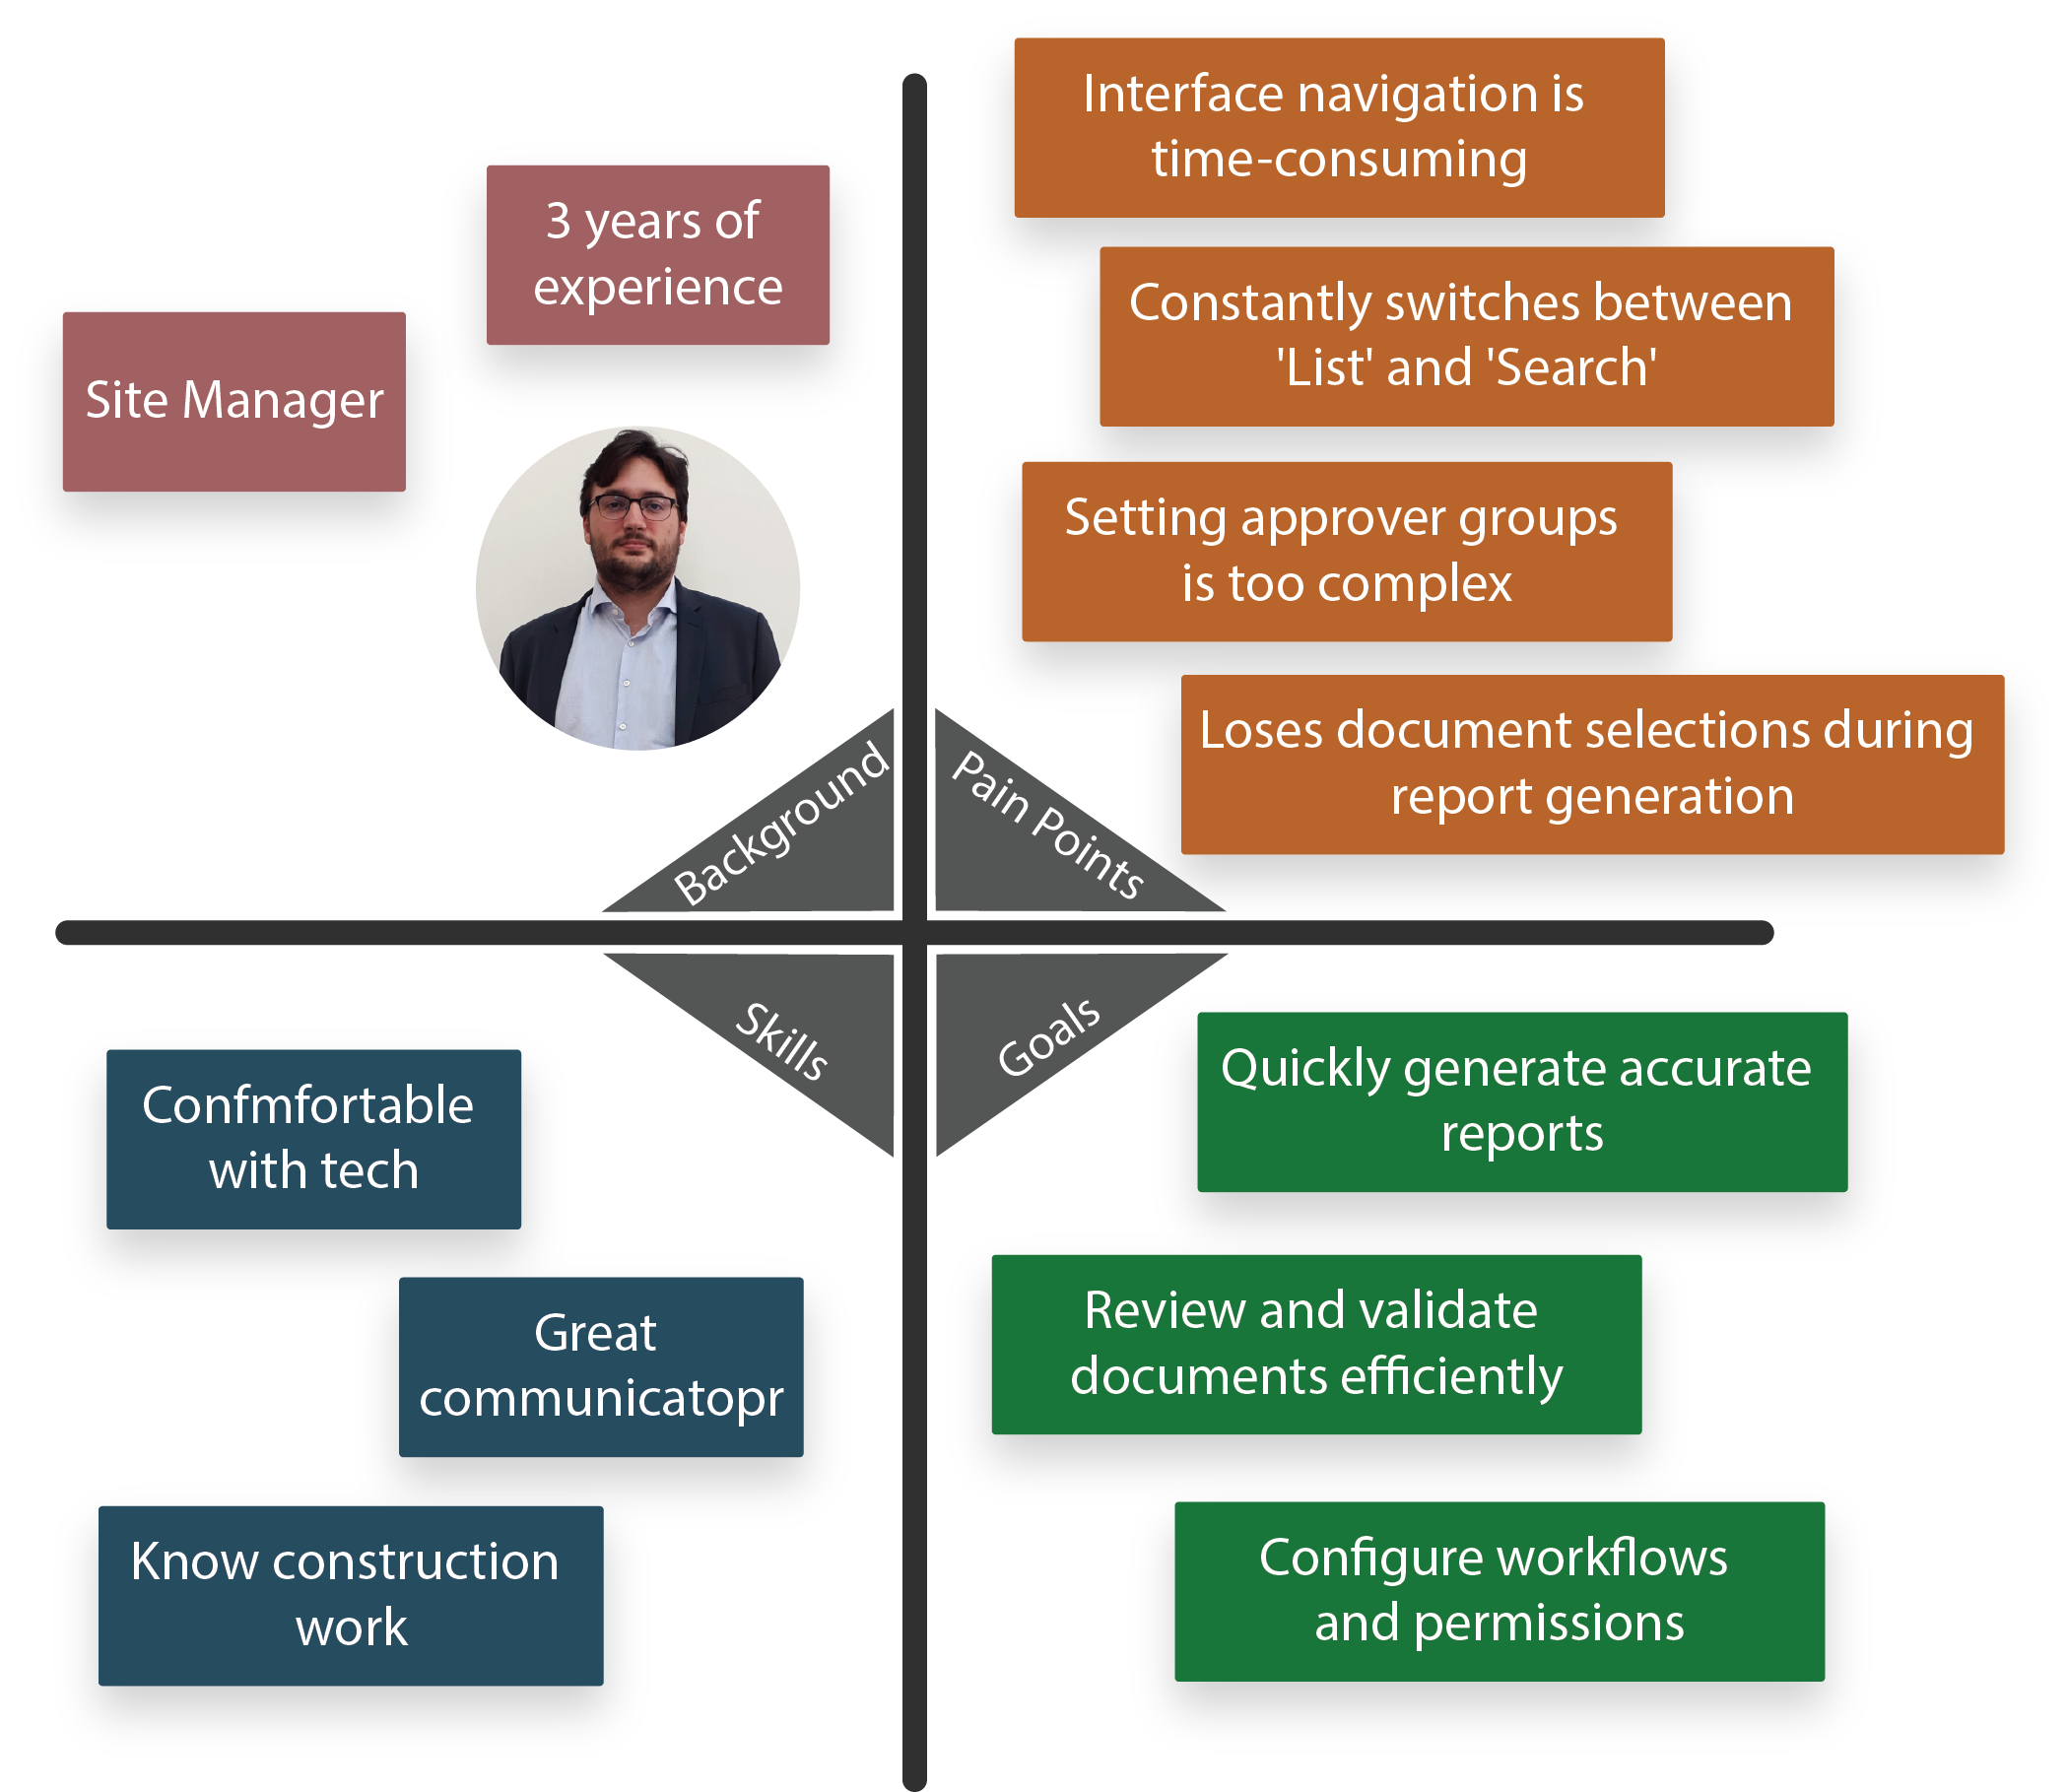 3 years of
experience
Site Manager
Background
Interface navigation is
time-consuming
Constantly switches between
'List' and 'Search'
Setting approver groups
is too complex
Loses document selections during
report generation
Pain Points
Skills
Confmfortable
with tech
Great
communicatopr
Know construction
work
Goals
Quickly generate accurate
reports
Review and validate
documents efficiently
Configure workflows
and permissions